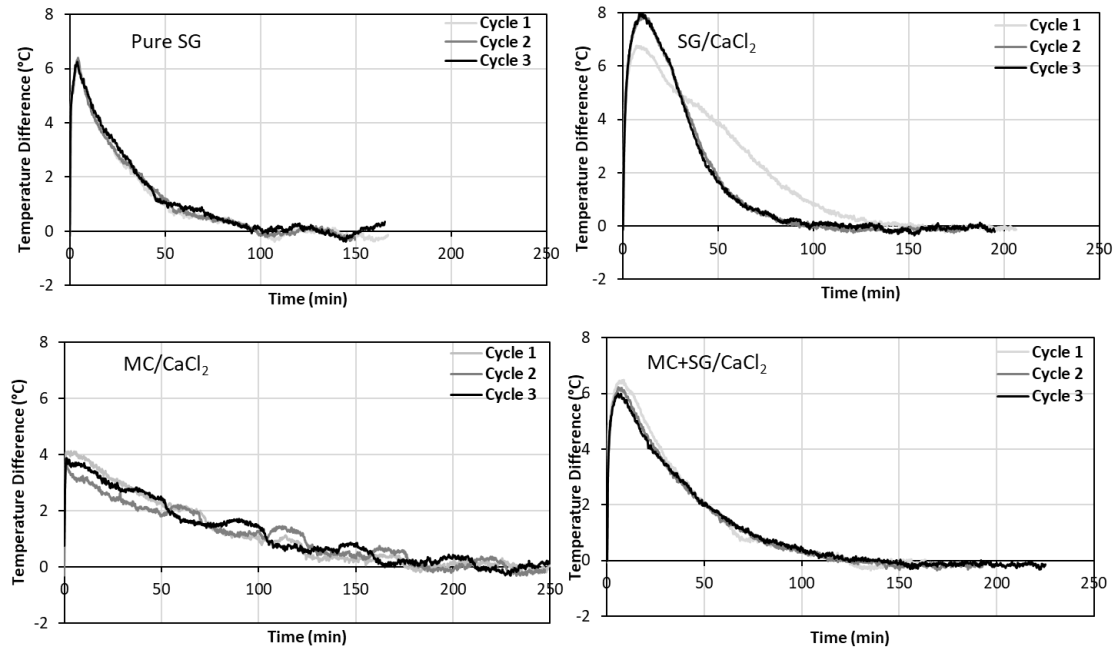 Pure SG
Cycle 1
Cycle 2
Cycle 3
Temperature Difference (°C)
8
6
4
2
0
-2
0 50 100 150 200 250
Time (min)
SG/CaCl₂
Cycle 1
Cycle 2
Cycle 3
Temperature Difference (°C)
8
6
4
2
0
-2
0 50 100 150 200 250
Time (min)
MC/CaCl₂
Cycle 1
Cycle 2
Cycle 3
Temperature Difference (°C)
8
6
4
2
0
-2
0 50 100 150 200 250
Time (min)
MC+SG/CaCl₂
Cycle 1
Cycle 2
Cycle 3
Temperature Difference (°C)
8
6
4
2
0
-2
0 50 100 150 200 250
Time (min)